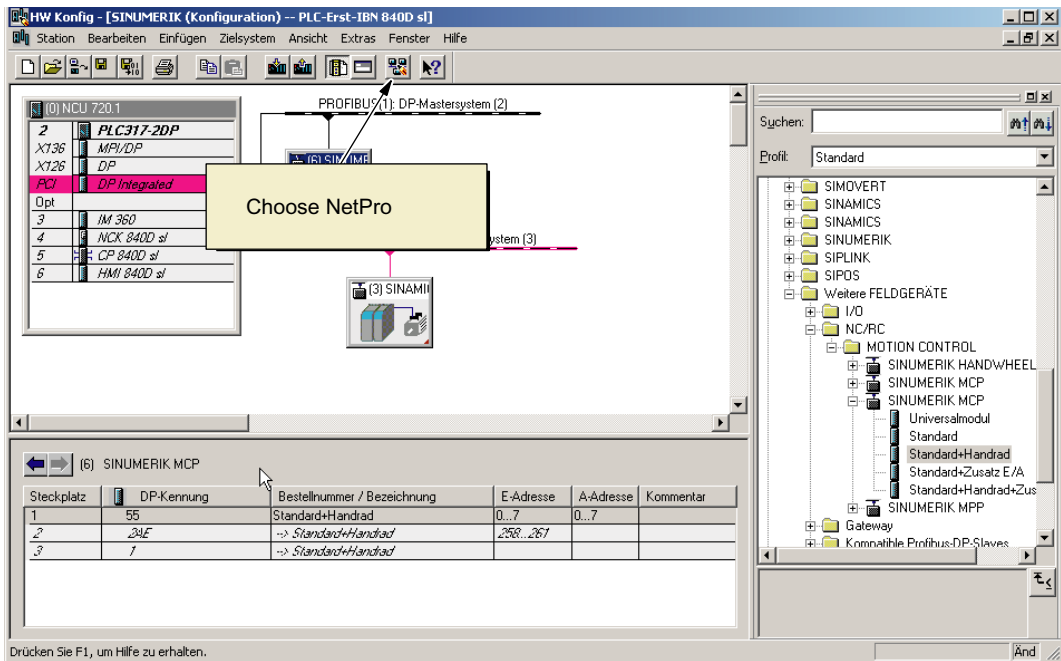 HW Konfig - [SINUMERIK (Konfiguration) -- PLC-Erst-IBN 840D sl]
Station Bearbeiten Einfügen Zielsystem Ansicht Extras Fenster Hilfe
(0) NCU 720.1
2 PLC317-2DP
X136 MPI/DP
X126 DP
PCI DP Integrated
Opt
3 IM 360
4 NCK 840D sl
5 CP 840D sl
6 HMI 840D sl
PROFIBUS(1): DP-Mastersystem (2)
(6) SINUME
Choose NetPro
ystem (3)
(3) SINAMI
Suchen:
Profil: Standard
SIMOVERT
SINAMICS
SINAMICS
SINUMERIK
SIPLINK
SIPOS
Weitere FELDGERÄTE
I/O
NC/RC
MOTION CONTROL
SINUMERIK HANDWHEEL
SINUMERIK MCP
SINUMERIK MCP
Universalmodul
Standard
Standard+Handrad
Standard+Zusatz E/A
Standard+Handrad+Zus
SINUMERIK MPP
Gateway
Kompatible Profibus-DP-Slaves
(6) SINUMERIK MCP
Steckplatz DP-Kennung Bestellnummer / Bezeichnung E-Adresse A-Adresse Kommentar
1 55 Standard+Handrad 0...7 0...7
2 2AE --> Standard+Handrad 258...261
3 1 --> Standard+Handrad
Drücken Sie F1, um Hilfe zu erhalten.
Änd